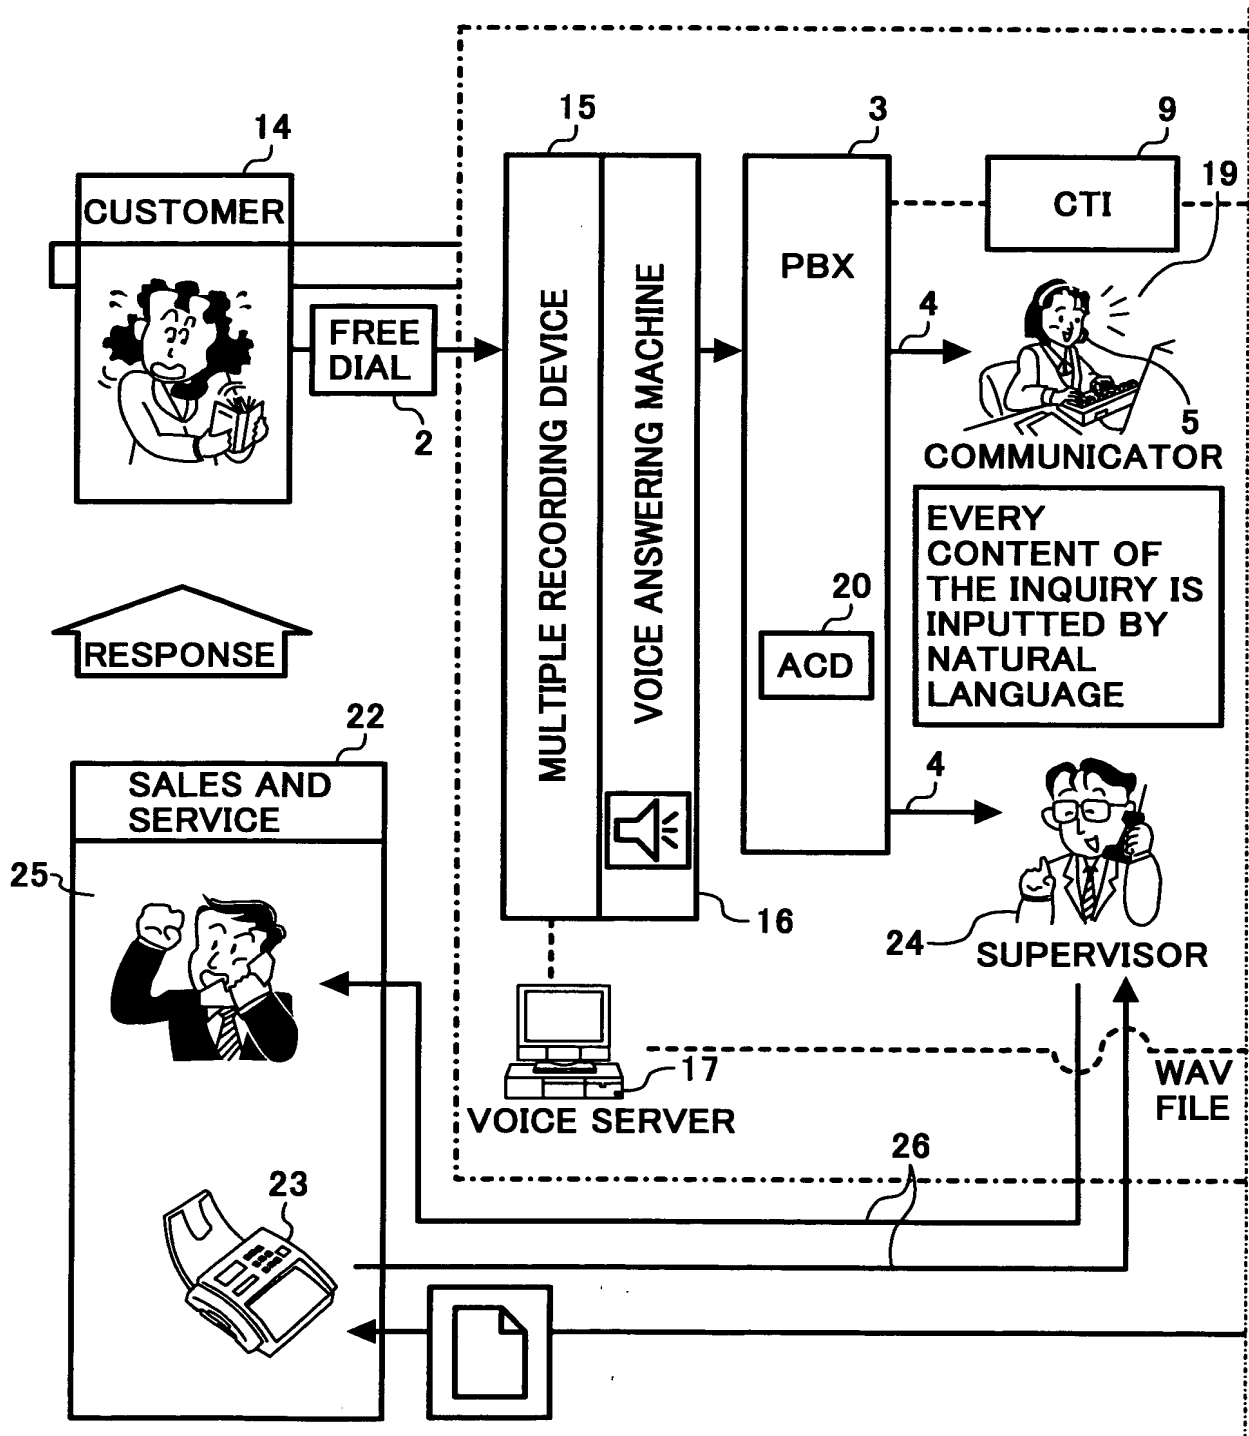 14
CUSTOMER
FREE
DIAL
2
15
MULTIPLE RECORDING DEVICE
VOICE ANSWERING MACHINE
16
3
PBX
20
ACD
9
CTI
19
4
5
COMMUNICATOR
EVERY
CONTENT OF
THE INQUIRY IS
INPUTTED BY
NATURAL
LANGUAGE
4
24
SUPERVISOR
RESPONSE
22
SALES AND
SERVICE
25
23
17
VOICE SERVER
WAV
FILE
26